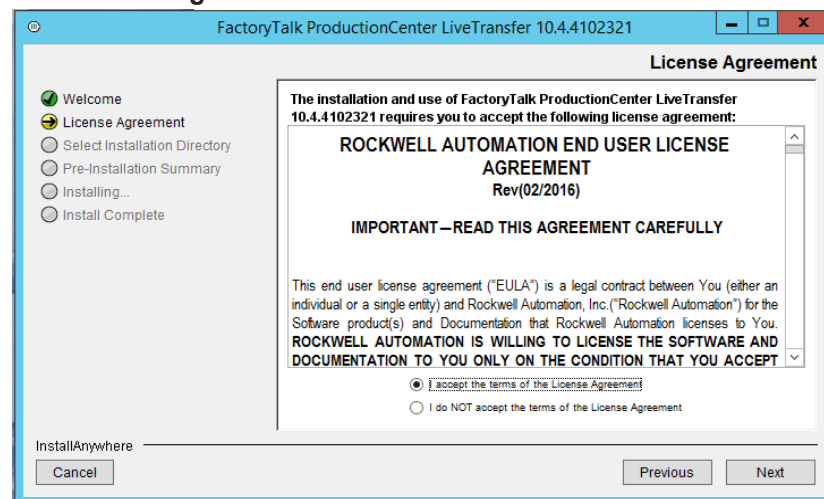 FactoryTalk ProductionCenter LiveTransfer 10.4.4102321
License Agreement
Welcome
License Agreement
Select Installation Directory
Pre-Installation Summary
Installing...
Install Complete
The installation and use of FactoryTalk ProductionCenter LiveTransfer
10.4.4102321 requires you to accept the following license agreement:
ROCKWELL AUTOMATION END USER LICENSE
AGREEMENT
Rev(02/2016)
IMPORTANT—READ THIS AGREEMENT CAREFULLY
This end user license agreement ("EULA") is a legal contract between You (either an
individual or a single entity) and Rockwell Automation, Inc.("Rockwell Automation") for the
Software product(s) and Documentation that Rockwell Automation licenses to You.
ROCKWELL AUTOMATION IS WILLING TO LICENSE THE SOFTWARE AND
DOCUMENTATION TO YOU ONLY ON THE CONDITION THAT YOU ACCEPT
I accept the terms of the License Agreement
I do NOT accept the terms of the License Agreement
InstallAnywhere
Cancel
Previous
Next